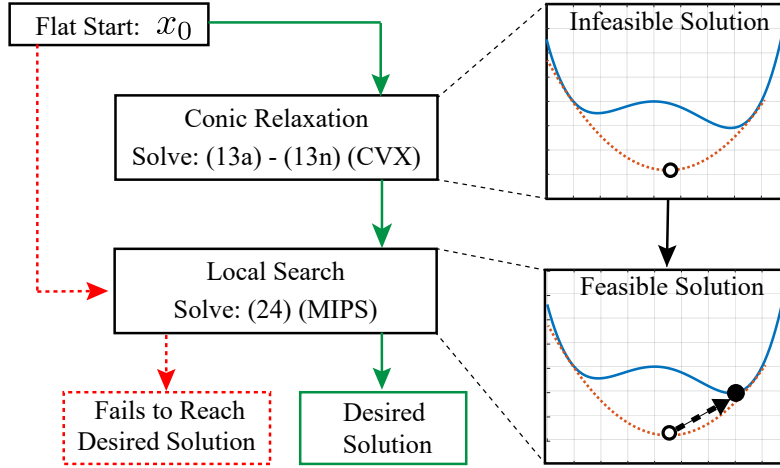 Flat Start: x₀
Infeasible Solution
Conic Relaxation
Solve: (13a) - (13n) (CVX)
Local Search
Solve: (24) (MIPS)
Feasible Solution
Fails to Reach
Desired Solution
Desired
Solution